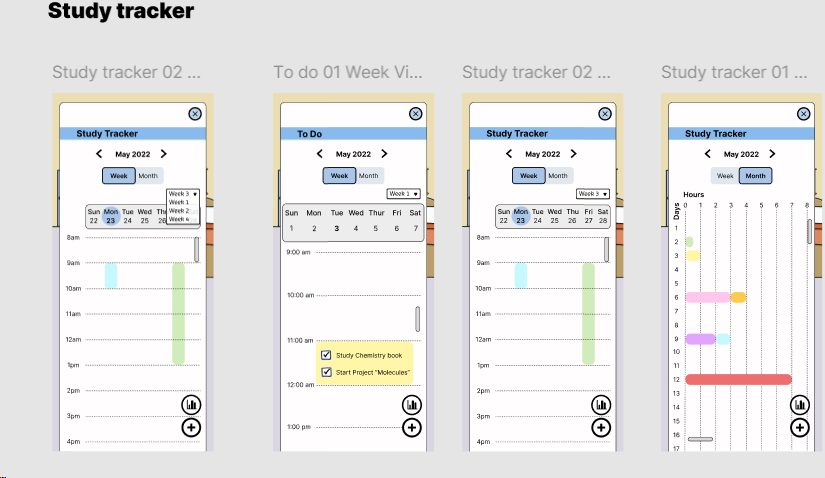 Study tracker
Study tracker 02 ...
Study Tracker
May 2022
Week Month
Week 3
Week 1
Week 2
Week 4
Sun Mon Tue Wed Thu
22 23 24 25 26
8am
9am
10am
11am
12am
1pm
2pm
3pm
4pm
To do 01 Week Vi...
To Do
May 2022
Week Month
Week 1
Sun Mon Tue Wed Thur Fri Sat
1 2 3 4 5 6 7
9:00 am
10:00 am
11:00 am
Study Chemistry book
Start Project "Molecules"
12:00 am
1:00 pm
Study tracker 02 ...
Study Tracker
May 2022
Week Month
Week 3
Sun Mon Tue Wed Thu Fri Sat
22 23 24 25 26 27 28
8am
9am
10am
11am
12am
1pm
2pm
3pm
4pm
Study tracker 01 ...
Study Tracker
May 2022
Week Month
Hours
Days
0 1 2 3 4 5 6 7 8
1
2
3
4
5
6
7
8
9
10
11
12
13
14
15
16
17